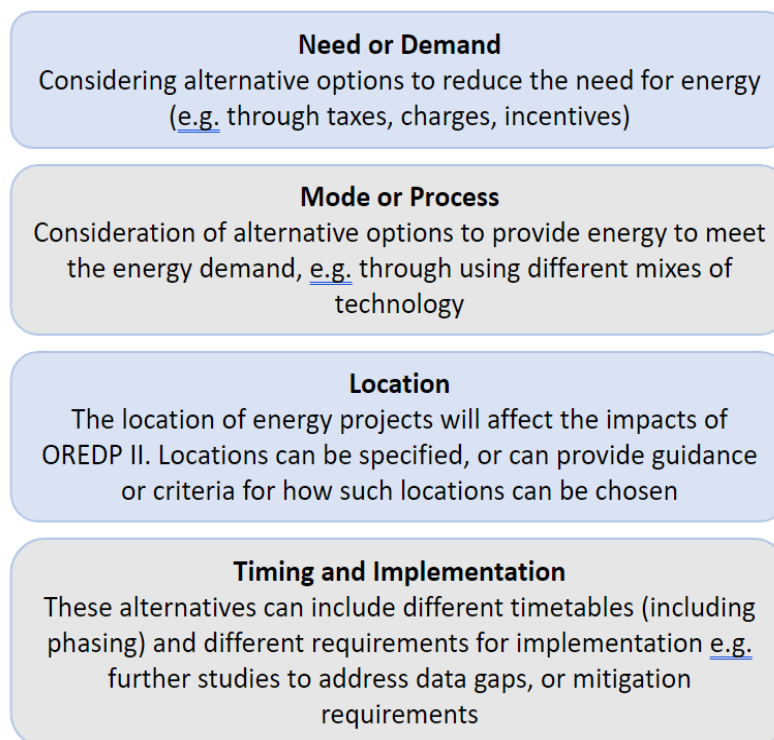 Need or Demand
Considering alternative options to reduce the need for energy
(e.g. through taxes, charges, incentives)
Mode or Process
Consideration of alternative options to provide energy to meet
the energy demand, e.g. through using different mixes of
technology
Location
The location of energy projects will affect the impacts of
OREDP II. Locations can be specified, or can provide guidance
or criteria for how such locations can be chosen
Timing and Implementation
These alternatives can include different timetables (including
phasing) and different requirements for implementation e.g.
further studies to address data gaps, or mitigation
requirements